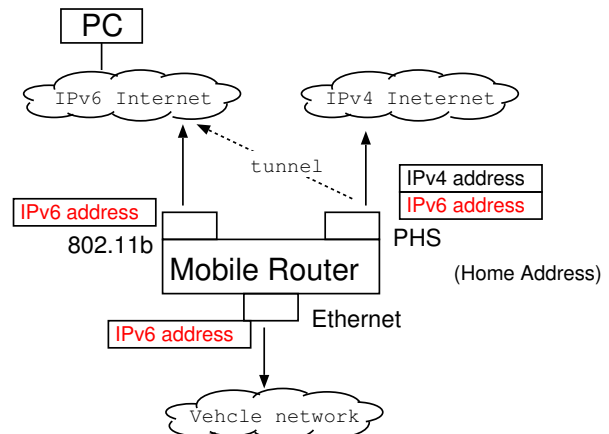 PC
IPv6 Internet
IPv4 Ineternet
tunnel
IPv4 address
IPv6 address
IPv6 address
802.11b
PHS
Mobile Router
(Home Address)
Ethernet
IPv6 address
Vehcle network